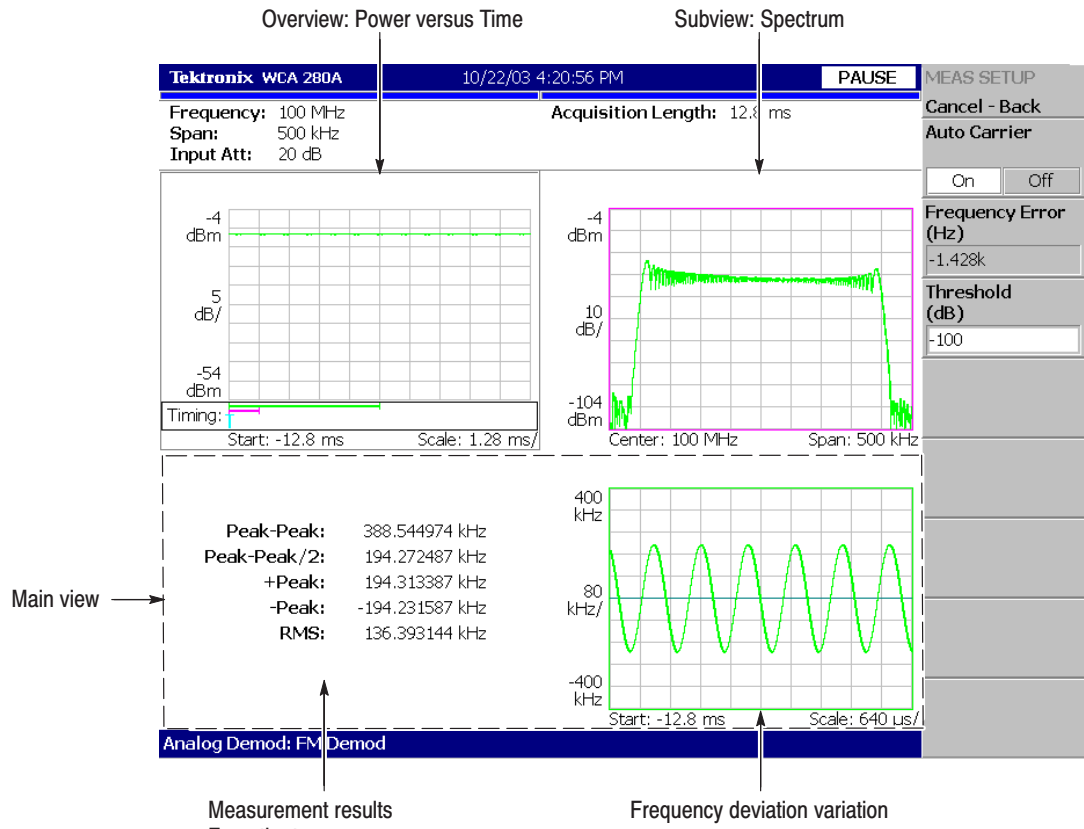 Overview: Power versus Time
Subview: Spectrum
Tektronix WCA 280A
10/22/03 4:20:56 PM
PAUSE
MEAS SETUP
Frequency: 100 MHz
Span: 500 kHz
Input Att: 20 dB
Acquisition Length: 12.8 ms
Cancel - Back
Auto Carrier
On
Off
Frequency Error
(Hz)
-1.428k
Threshold
(dB)
-100
-4
dBm
5
dB/
-54
dBm
Timing:
Start: -12.8 ms
Scale: 1.28 ms/
-4
dBm
10
dB/
-104
dBm
Center: 100 MHz
Span: 500 kHz
Main view
Peak-Peak: 388.544974 kHz
Peak-Peak/2: 194.272487 kHz
+Peak: 194.313387 kHz
-Peak: -194.231587 kHz
RMS: 136.393144 kHz
400
kHz
80
kHz/
-400
kHz
Start: -12.8 ms
Scale: 640 µs/
Analog Demod: FM Demod
Measurement results
Frequency deviation variation